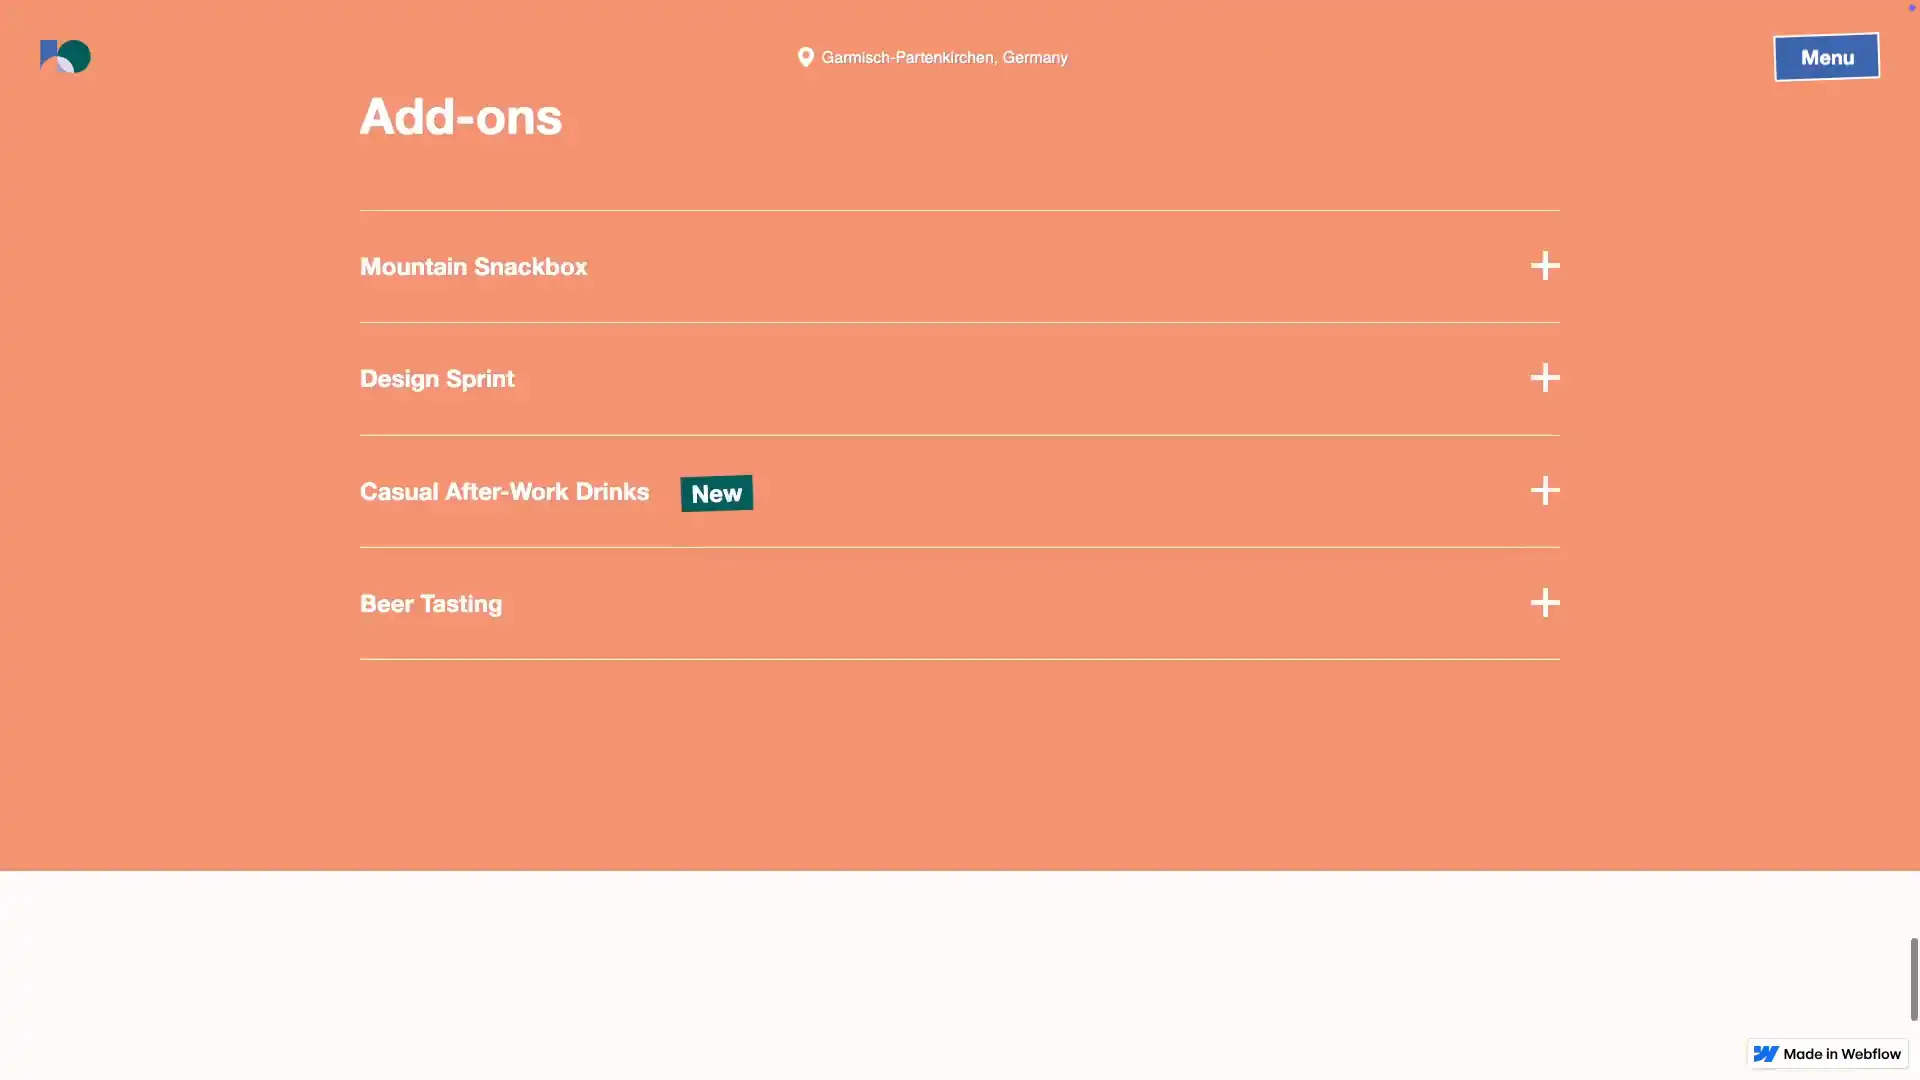 Garmisch-Partenkirchen, Germany
Menu
Add-ons
Mountain Snackbox
Design Sprint
Casual After-Work Drinks New
Beer Tasting
Made in Webflow